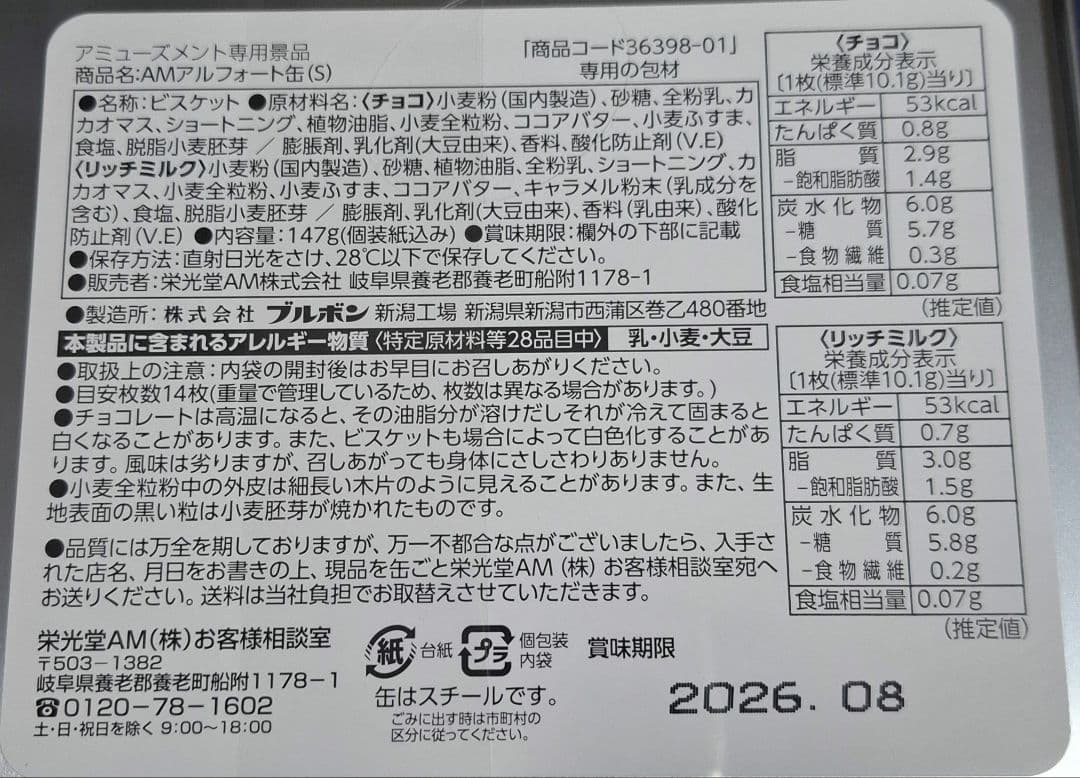 アミューズメント専用景品
商品名:AMアルフォート缶(S)
「商品コード36398-01」
専用の包材
●名称:ビスケット ●原材料名:〈チョコ〉小麦粉(国内製造)、砂糖、全粉乳、カ
カオマス、ショートニング、植物油脂、小麦全粒粉、ココアバター、小麦ふすま、
食塩、脱脂小麦胚芽 / 膨脹剤、乳化剤(大豆由来)、香料、酸化防止剤(V.E)
〈リッチミルク〉小麦粉(国内製造)、砂糖、植物油脂、全粉乳、ショートニング、カ
カオマス、小麦全粒粉、小麦ふすま、ココアバター、キャラメル粉末(乳成分を
含む)、食塩、脱脂小麦胚芽 / 膨脹剤、乳化剤(大豆由来)、香料(乳由来)、酸化
防止剤(V.E) ●内容量:147g(個装紙込み) ●賞味期限:欄外の下部に記載
●保存方法:直射日光をさけ、28℃以下で保存してください。
●販売者:栄光堂AM株式会社 岐阜県養老郡養老町船附1178-1
●製造所:株式会社 ブルボン 新潟工場 新潟県新潟市西蒲区巻乙480番地
本製品に含まれるアレルギー物質〈特定原材料等28品目中〉 乳・小麦・大豆
●取扱上の注意:内袋の開封後はお早目にお召しあがりください。
●目安枚数14枚(重量で管理しているため、枚数は異なる場合があります。)
●チョコレートは高温になると、その油脂分が溶けだしそれが冷えて固まると
白くなることがあります。また、ビスケットも場合によって白色化することがあ
ります。風味は劣りますが、召しあがっても身体にさしさわりありません。
●小麦全粒粉中の外皮は細長い木片のように見えることがあります。また、生
地表面の黒い粒は小麦胚芽が焼かれたものです。
●品質には万全を期しておりますが、万一不都合な点がございましたら、入手さ
れた店名、月日をお書きの上、現品を缶ごと栄光堂AM(株)お客様相談室宛へ
お送りください。送料は当社負担でお取替えさせていただきます。
栄光堂AM(株)お客様相談室
〒503-1382
岐阜県養老郡養老町船附1178-1
☎0120-78-1602
土・日・祝日を除く 9:00〜18:00
紙 台紙
プラ 個包装
内袋
缶はスチールです。
ごみに出す時は市町村の
区分に従ってください。
賞味期限
2026. 08
〈チョコ〉
栄養成分表示
〔1枚(標準10.1g)当り〕
エネルギー 53kcal
たんぱく質 0.8g
脂質 2.9g
-飽和脂肪酸 1.4g
炭水化物 6.0g
-糖質 5.7g
-食物繊維 0.3g
食塩相当量 0.07g
(推定値)
〈リッチミルク〉
栄養成分表示
〔1枚(標準10.1g)当り〕
エネルギー 53kcal
たんぱく質 0.7g
脂質 3.0g
-飽和脂肪酸 1.5g
炭水化物 6.0g
-糖質 5.8g
-食物繊維 0.2g
食塩相当量 0.07g
(推定値)